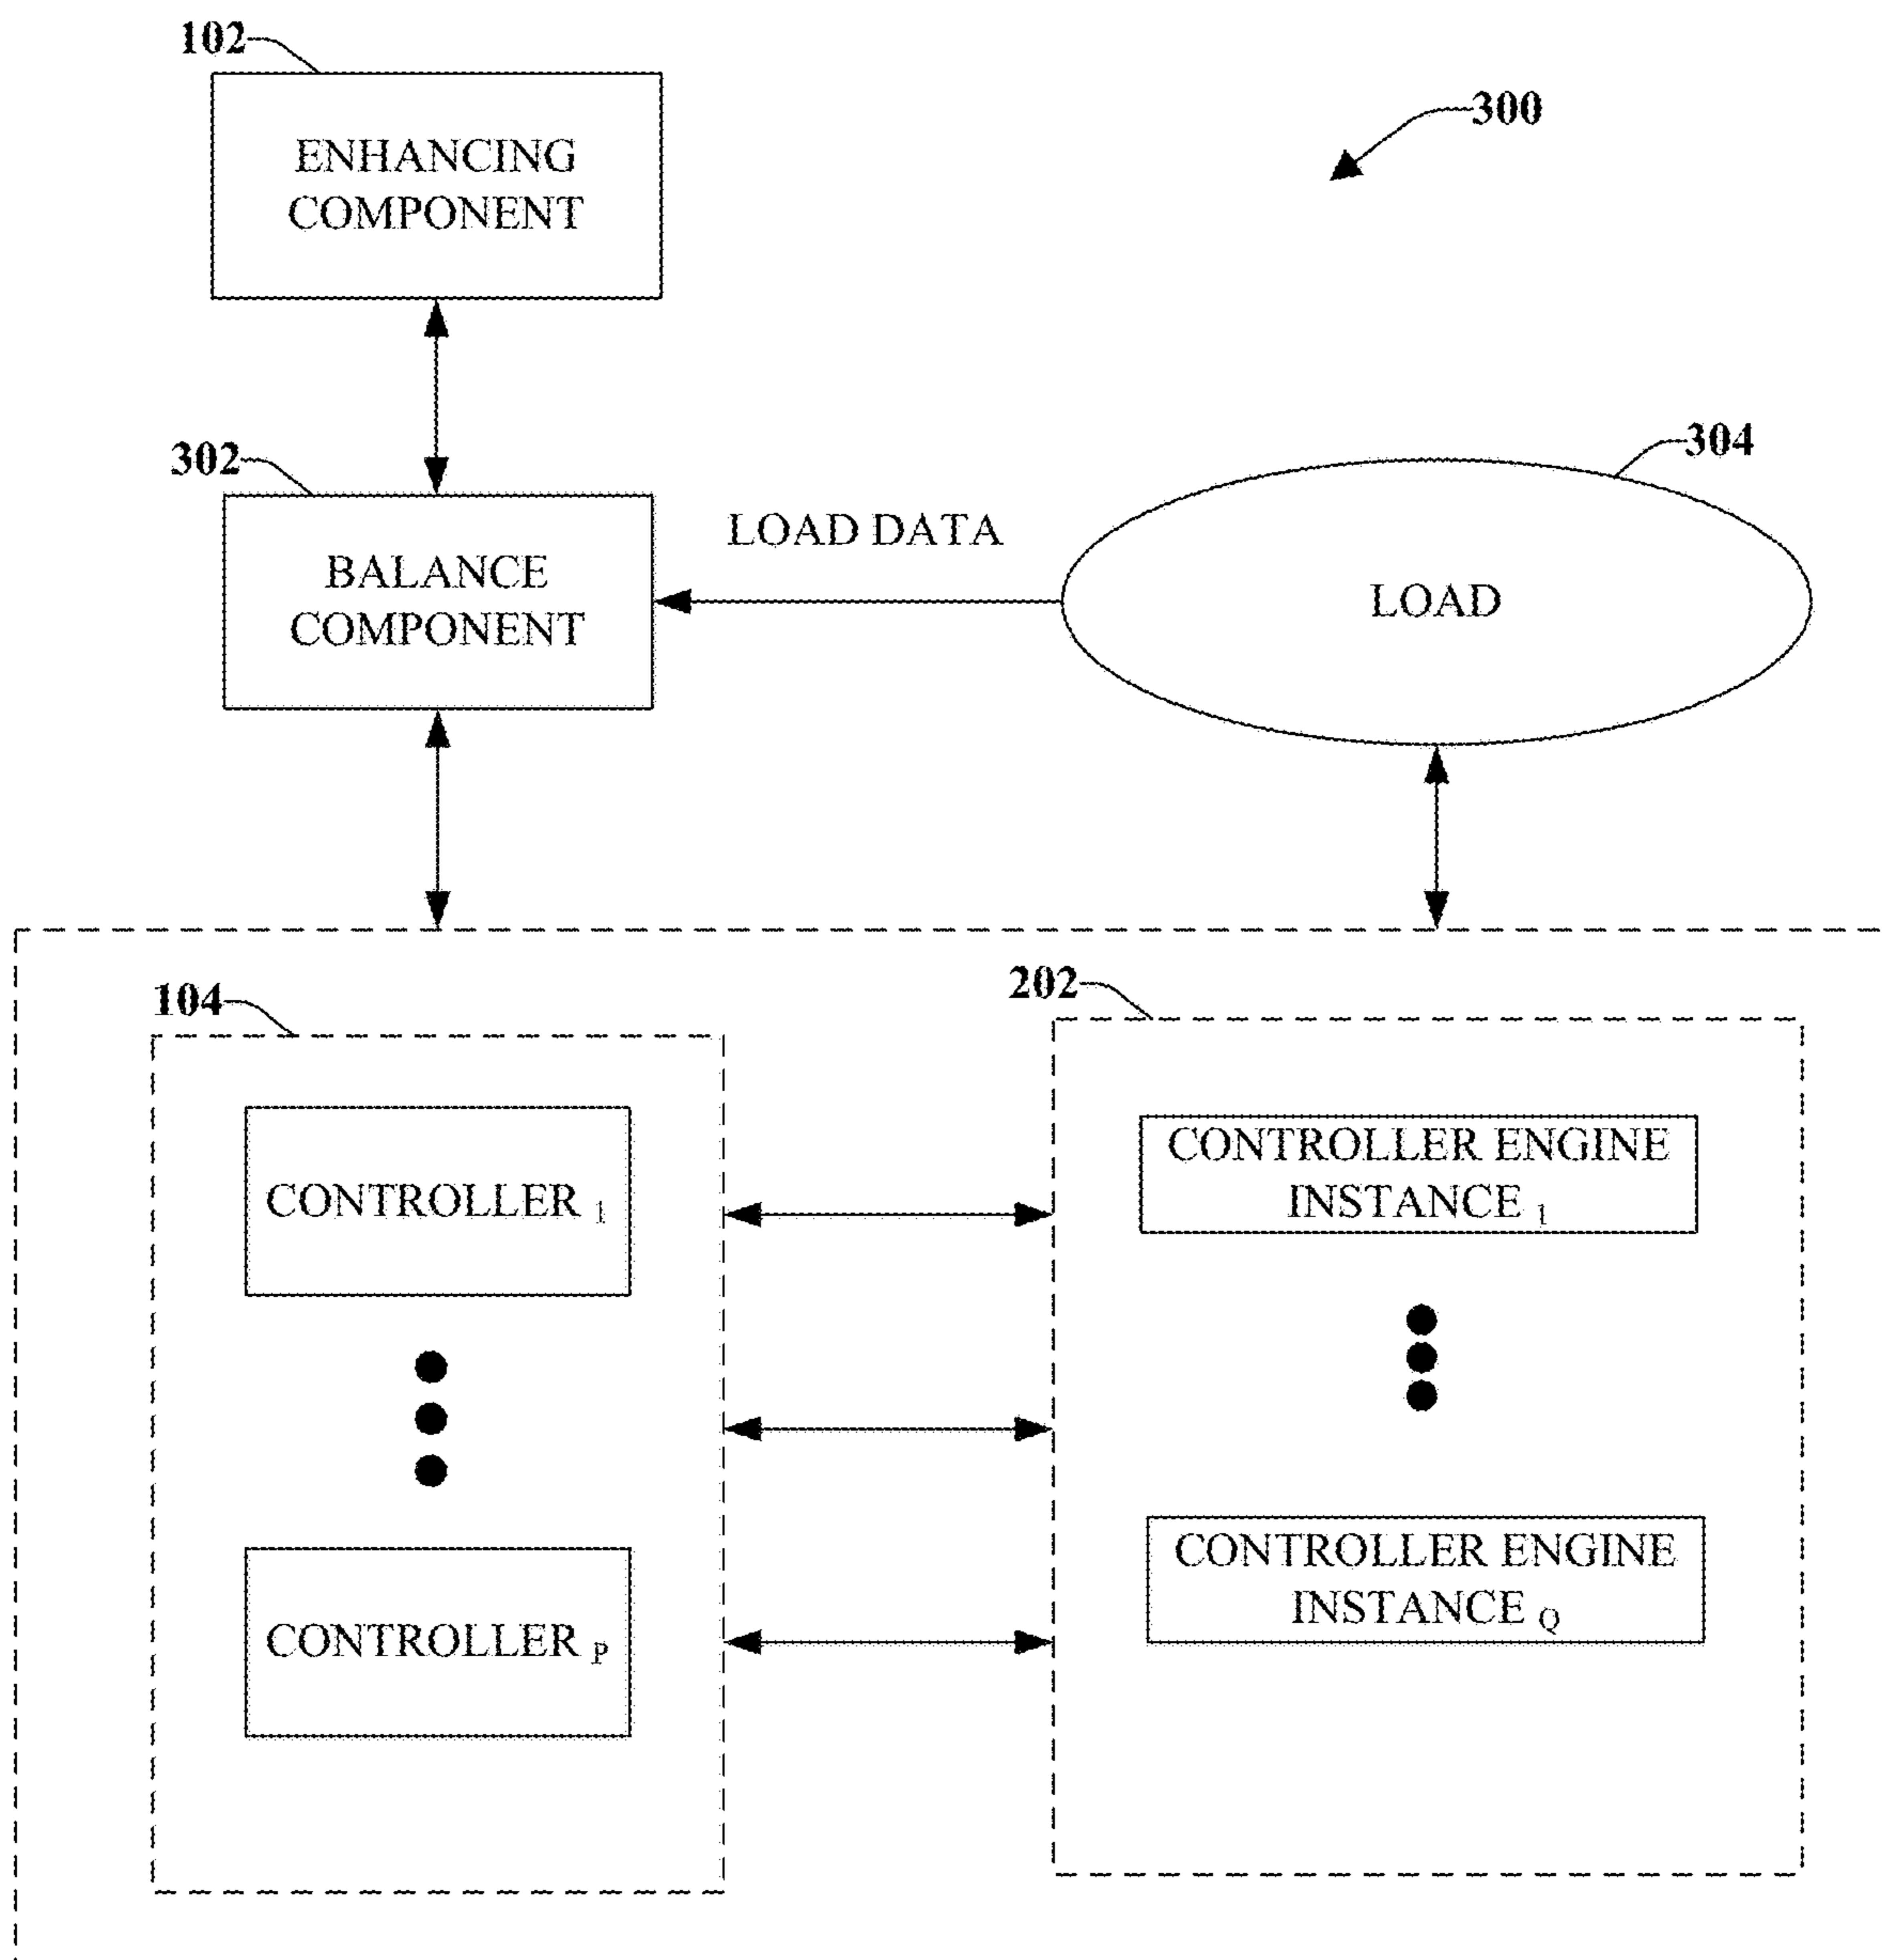 102
300
ENHANCING
COMPONENT
302
304
LOAD DATA
BALANCE
COMPONENT
LOAD
104
202
CONTROLLER 1
CONTROLLER ENGINE
INSTANCE 1
CONTROLLER P
CONTROLLER ENGINE
INSTANCE Q